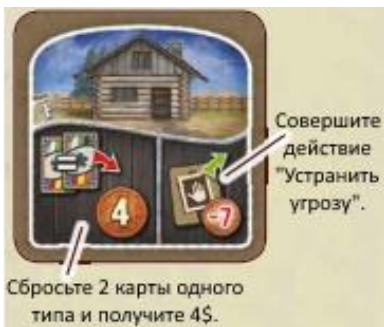 Совершите
действие
"Устранить
угрозу".
4
-7
Сбросьте 2 карты одного
типа и получите 4$.